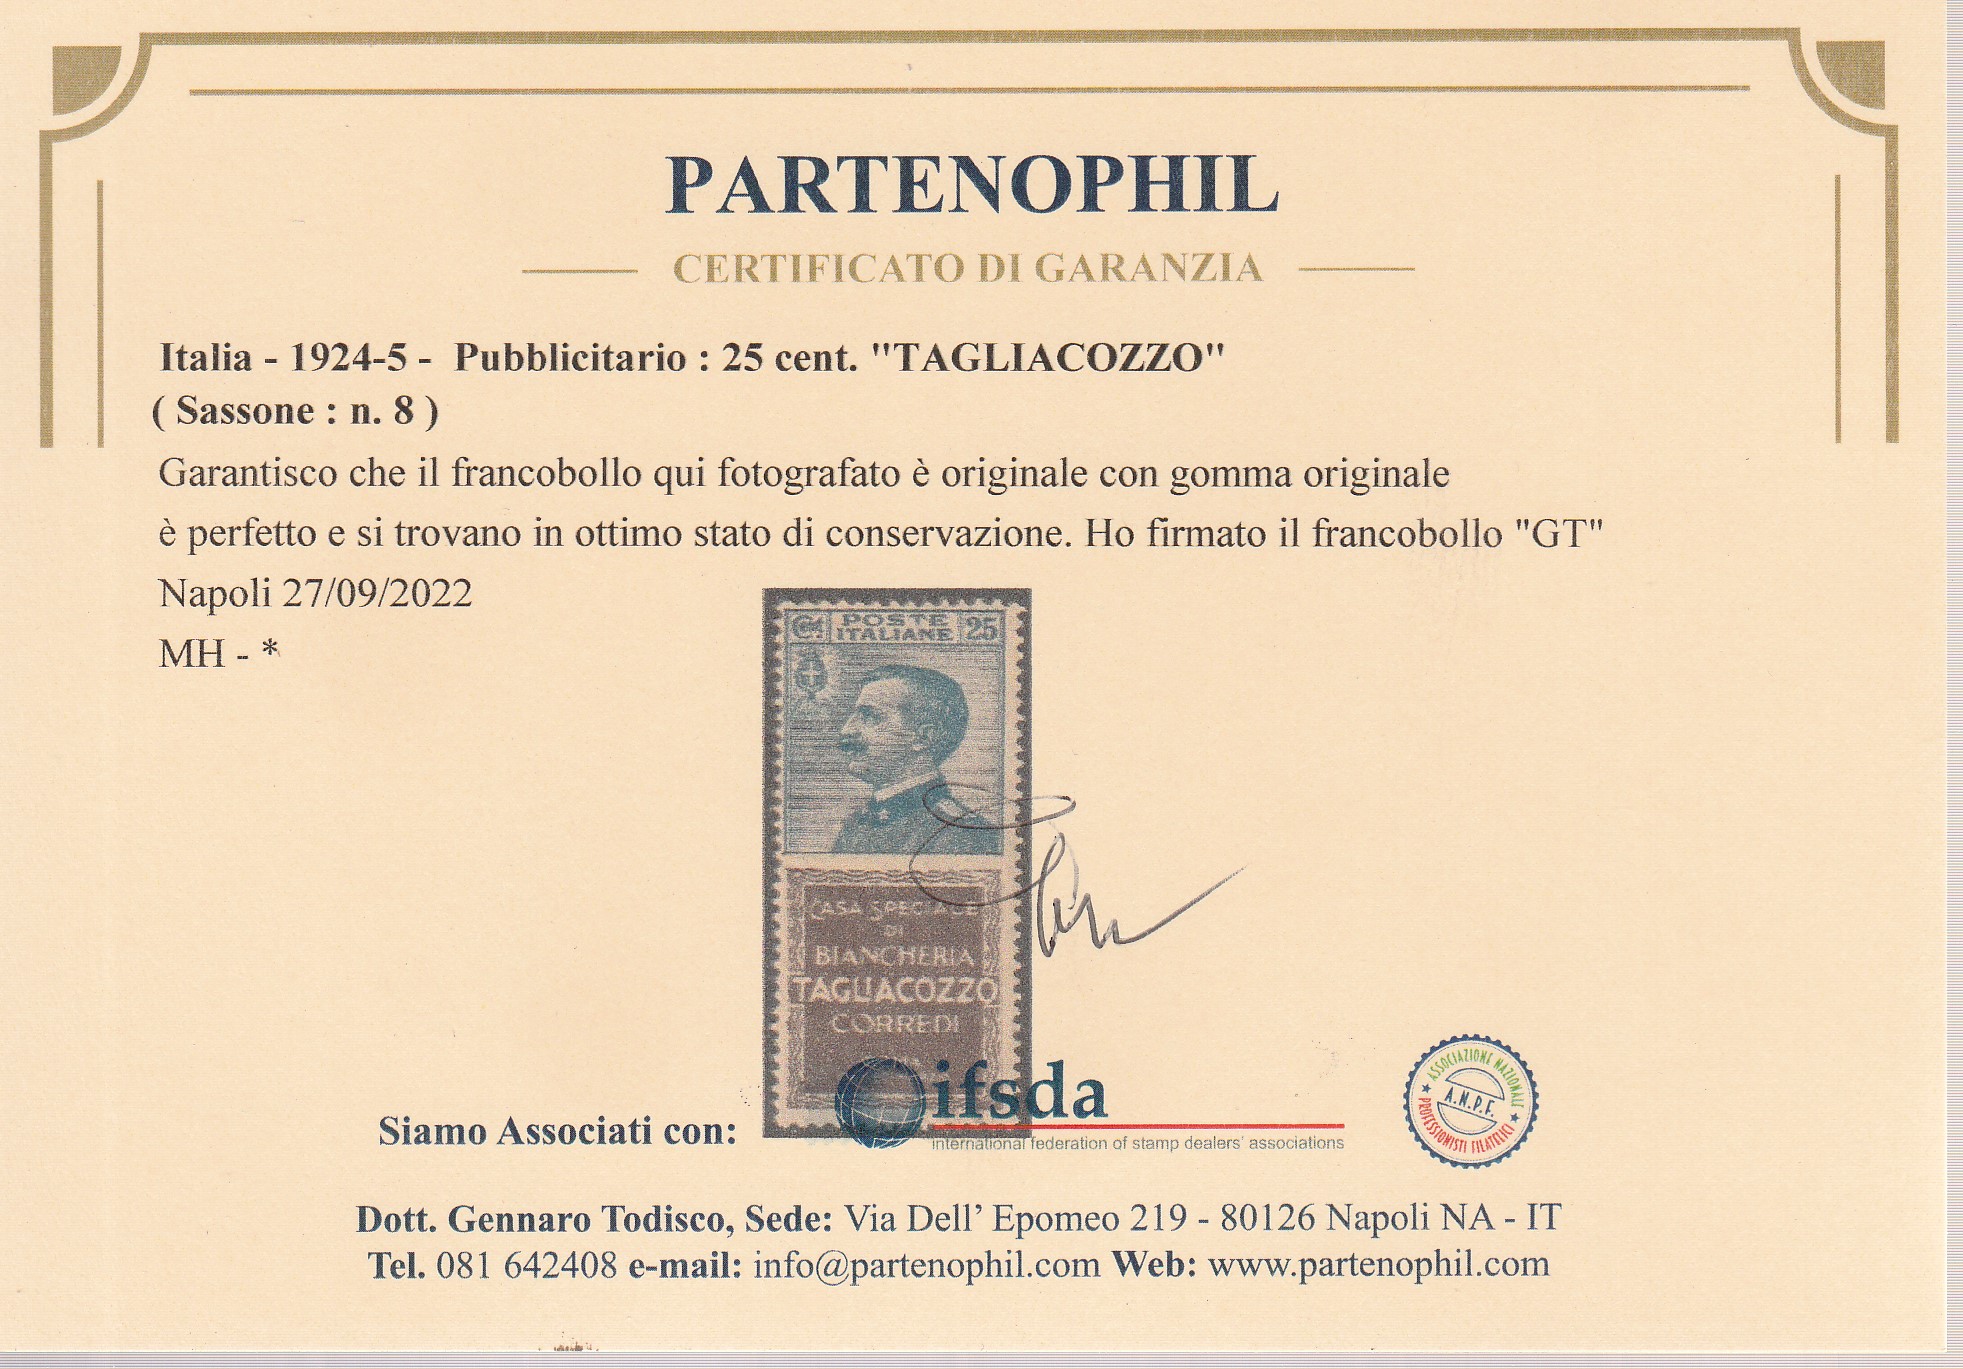 PARTENOPHIL
CERTIFICATO DI GARANZIA
Italia - 1924-5 - Pubblicitario : 25 cent. "TAGLIACOZZO"
( Sassone : n. 8 )
Garantisco che il francobollo qui fotografato è originale con gomma originale
è perfetto e si trovano in ottimo stato di conservazione. Ho firmato il francobollo "GT"
Napoli 27/09/2022
MH - *
POSTE
ITALIANE 25
CASA SPECIALE
DI
BIANCHERIA
TAGLIACOZZO
CORREDI
Siamo Associati con:
ifsda
international federation of stamp dealers' associations
ASSOCIAZIONE NAZIONALE
A.N.P.F.
PROFESSIONISTI FILATELICI
Dott. Gennaro Todisco, Sede: Via Dell' Epomeo 219 - 80126 Napoli NA - IT
Tel. 081 642408 e-mail: info@partenophil.com Web: www.partenophil.com